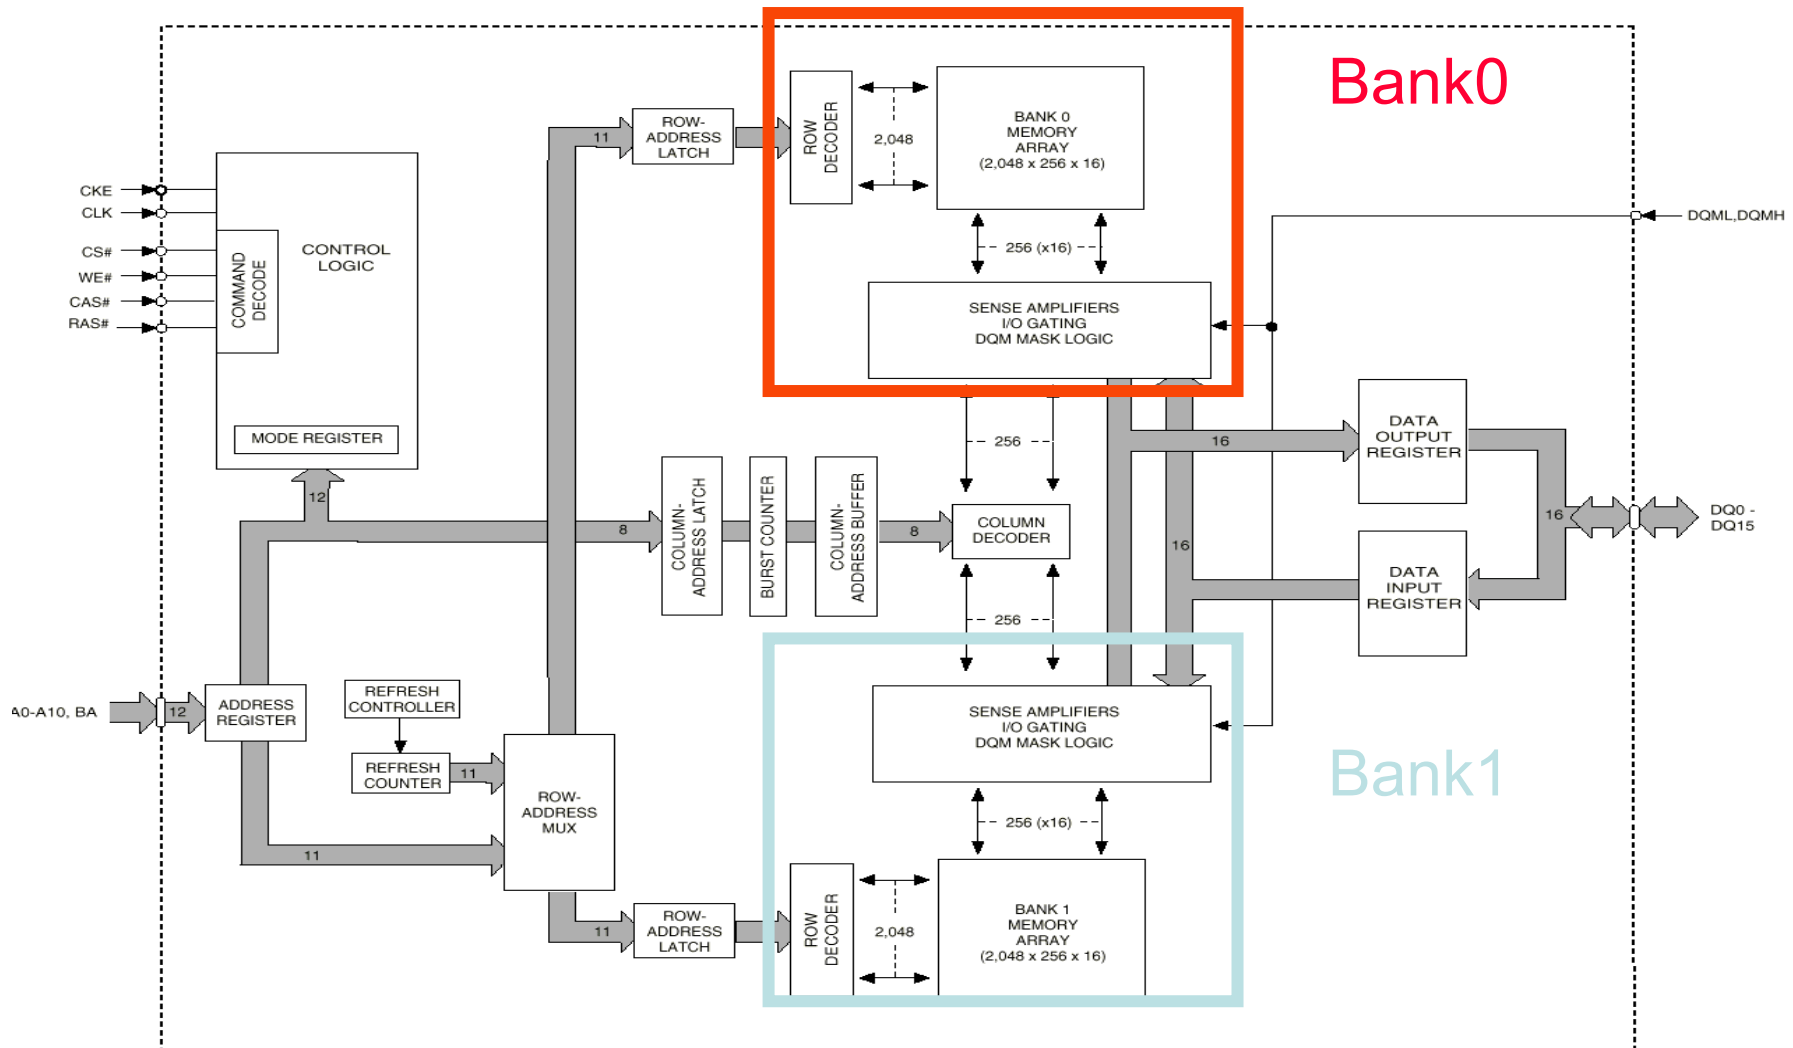 Bank0
ROW
DECODER
2,048
BANK 0
MEMORY
ARRAY
(2,048 x 256 x 16)
ROW-
ADDRESS
LATCH
11
CKE
CLK
CS#
WE#
CAS#
RAS#
COMMAND
DECODE
CONTROL
LOGIC
MODE REGISTER
256 (x16)
DQML,DQMH
SENSE AMPLIFIERS
I/O GATING
DQM MASK LOGIC
256
16
DATA
OUTPUT
REGISTER
12
8
COLUMN-
ADDRESS LATCH
BURST COUNTER
COLUMN-
ADDRESS BUFFER
8
COLUMN
DECODER
16
16
DQ0 -
DQ15
DATA
INPUT
REGISTER
256
A0-A10, BA
12
ADDRESS
REGISTER
REFRESH
CONTROLLER
REFRESH
COUNTER
11
ROW-
ADDRESS
MUX
11
SENSE AMPLIFIERS
I/O GATING
DQM MASK LOGIC
Bank1
256 (x16)
11
ROW-
ADDRESS
LATCH
ROW
DECODER
2,048
BANK 1
MEMORY
ARRAY
(2,048 x 256 x 16)